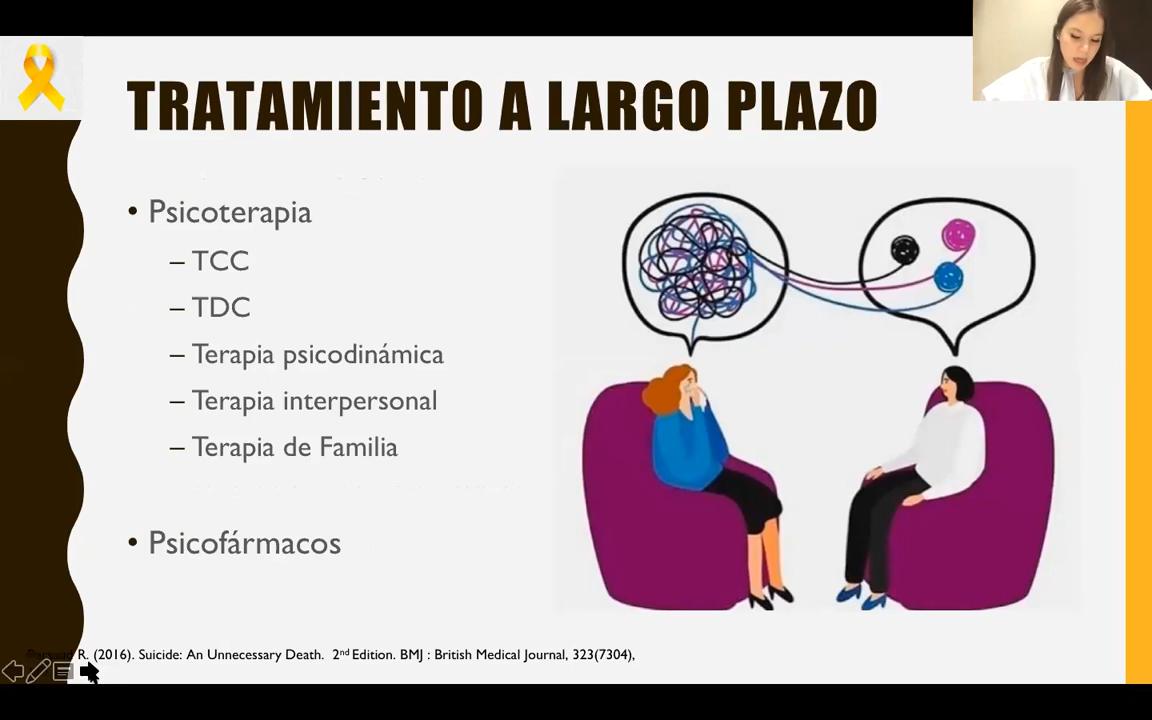 TRATAMIENTO A LARGO PLAZO
• Psicoterapia
– TCC
– TDC
– Terapia psicodinámica
– Terapia interpersonal
– Terapia de Familia
• Psicofármacos
R. (2016). Suicide: An Unnecessary Death. 2nd Edition. BMJ : British Medical Journal, 323(7304),